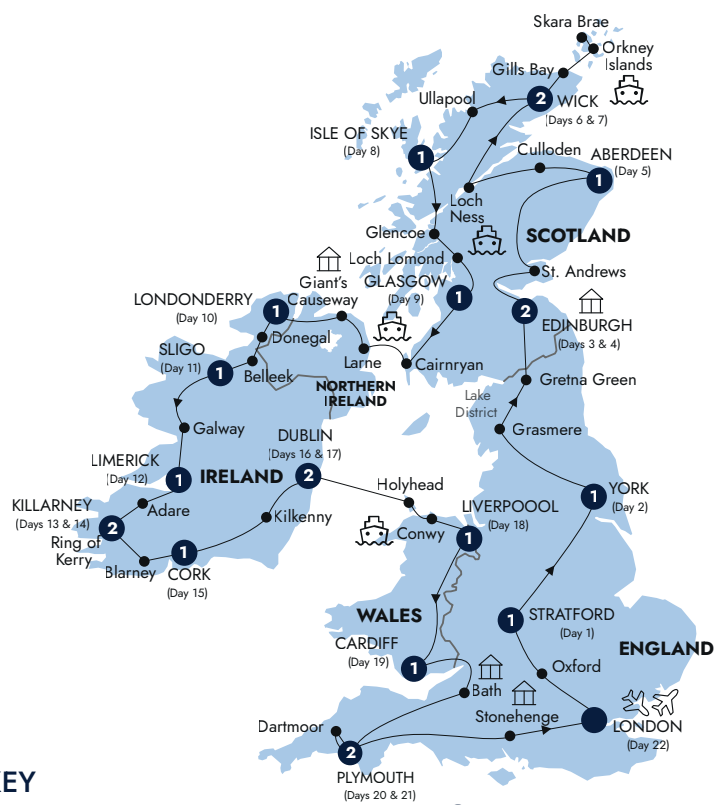 Skara Brae
Orkney
Islands
Gills Bay
2
WICK
(Days 6 & 7)
Ullapool
ISLE OF SKYE
(Day 8)
1
Culloden
ABERDEEN
(Day 5)
1
Loch
Ness
Glencoe
SCOTLAND
Loch Lomond
GLASGOW
(Day 9)
1
St. Andrews
Giant's
Causeway
LONDONDERRY
(Day 10)
1
2
EDINBURGH
(Days 3 & 4)
Donegal
SLIGO
(Day 11)
1
Belleek
Larne
Cairnryan
NORTHERN
IRELAND
Gretna Green
Lake
District
Grasmere
Galway
DUBLIN
(Days 16 & 17)
2
LIMERICK
(Day 12)
1
IRELAND
Holyhead
YORK
(Day 2)
1
KILLARNEY
(Days 13 & 14)
2
Adare
Ring of
Kerry
Kilkenny
LIVERPOOOL
(Day 18)
1
Conwy
Blarney
1
CORK
(Day 15)
WALES
STRATFORD
(Day 1)
1
ENGLAND
CARDIFF
(Day 19)
1
Oxford
Bath
Stonehenge
LONDON
(Day 22)
Dartmoor
2
PLYMOUTH
(Days 20 & 21)
KEY